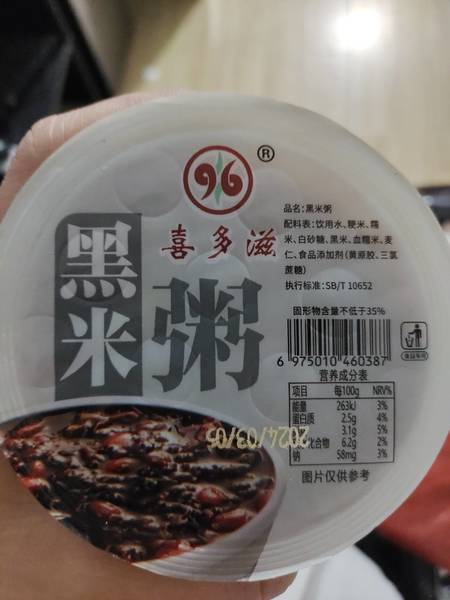 96
®
喜多滋
黑米
粥
品名:黑米粥
配料表:饮用水、粳米、糯
米、白砂糖、黑米、血糯米、麦
仁、食品添加剂(黄原胶、三氯
蔗糖)
执行标准:SB/T 10652
固形物含量不低于35%
6 975010 460387
食品专用
营养成分表
项目 每100g NRV%
能量 263kJ 3%
蛋白质 2.5g 4%
3.1g 5%
化合物 6.2g 2%
钠 58mg 3%
图片仅供参考